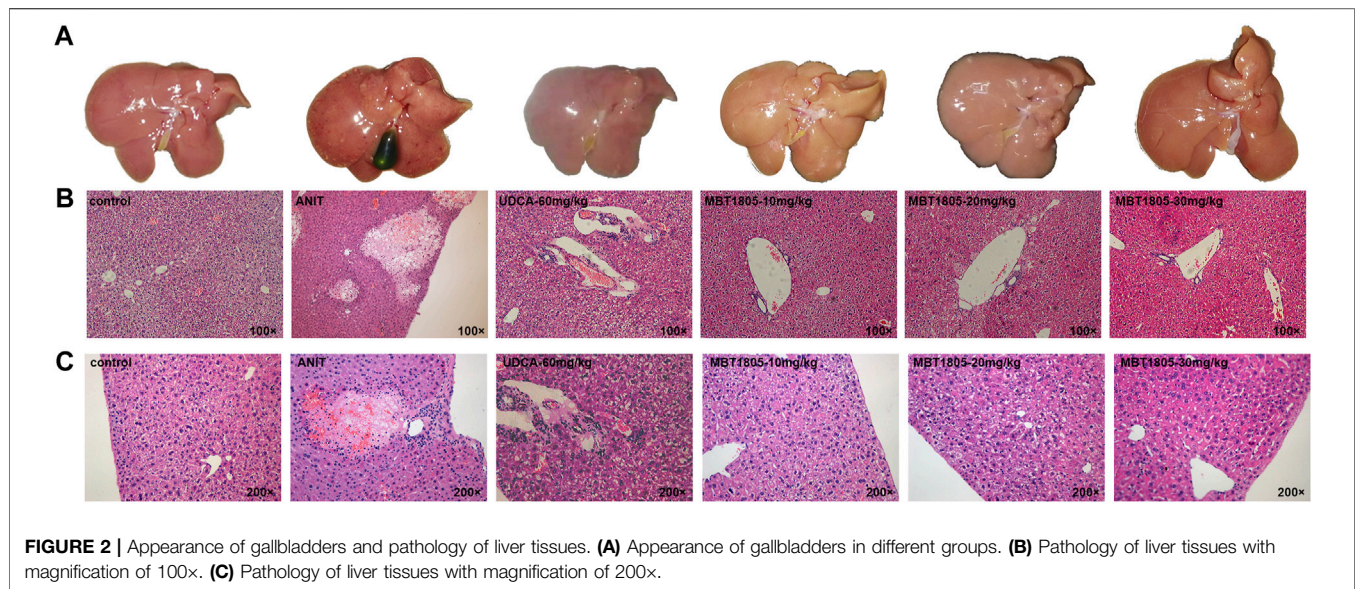 A
B
control
ANIT
UDCA-60mg/kg
MBT1805-10mg/kg
MBT1805-20mg/kg
MBT1805-30mg/kg
100×
100×
100×
100×
100×
100×
C
control
ANIT
UDCA-60mg/kg
MBT1805-10mg/kg
MBT1805-20mg/kg
MBT1805-30mg/kg
200×
200×
200×
200×
200×
200×
FIGURE 2 | Appearance of gallbladders and pathology of liver tissues. (A) Appearance of gallbladders in different groups. (B) Pathology of liver tissues with
magnification of 100×. (C) Pathology of liver tissues with magnification of 200×.